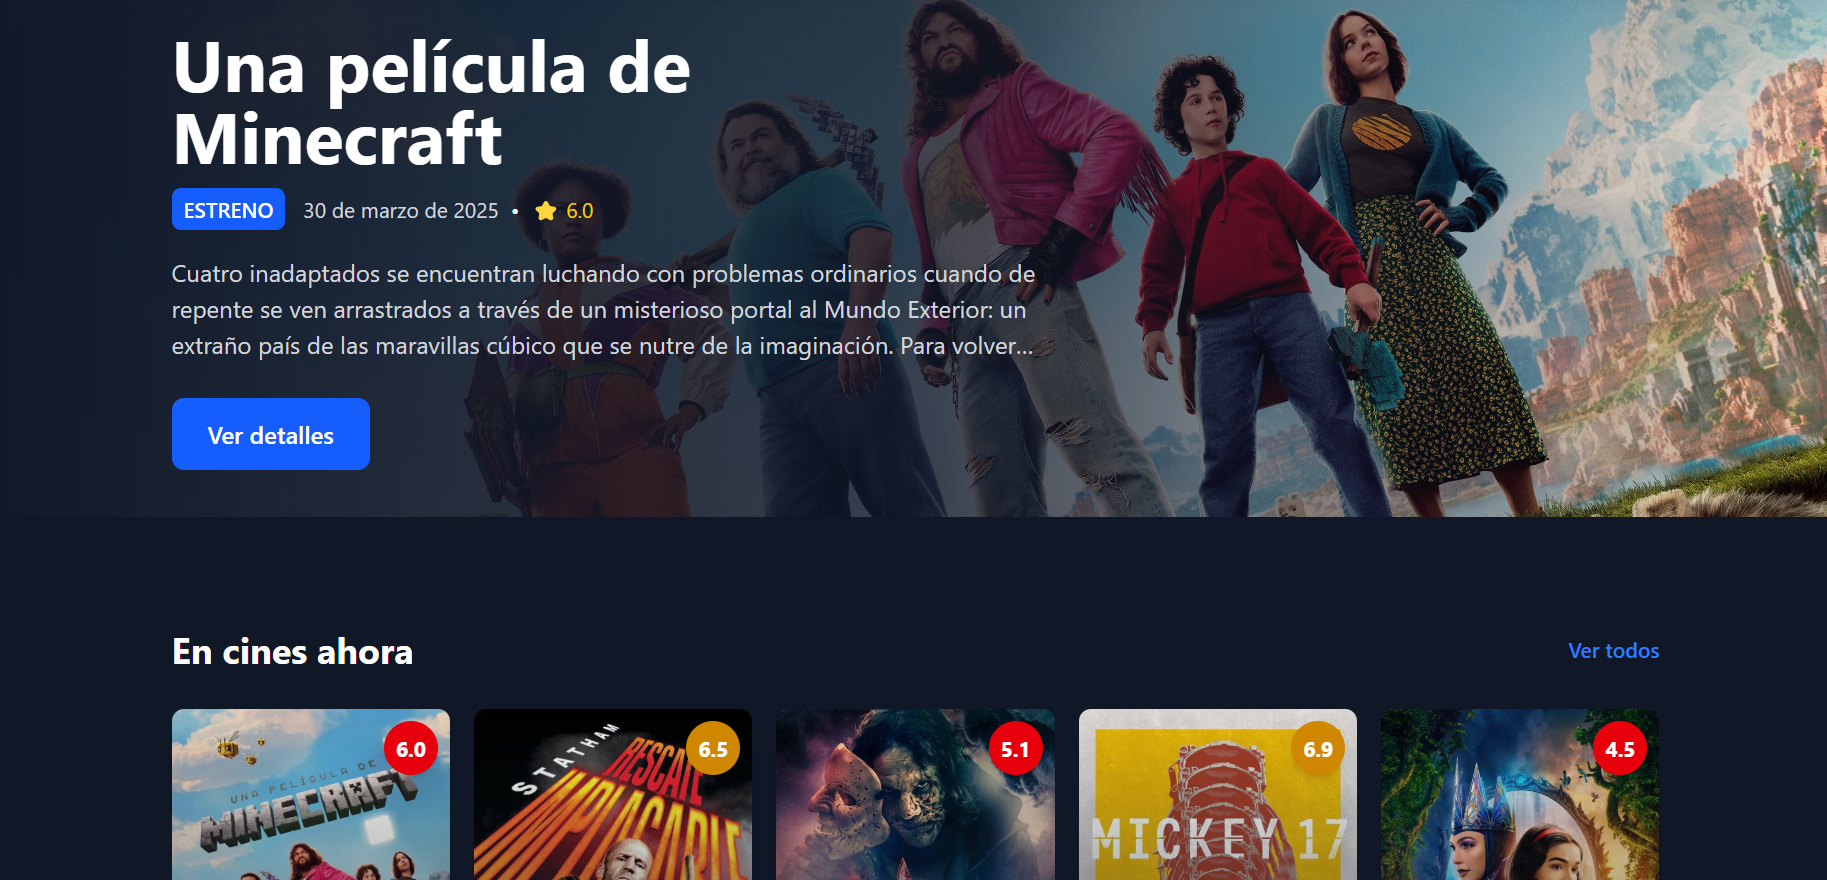 Una película de
Minecraft
ESTRENO 30 de marzo de 2025 • 6.0
Cuatro inadaptados se encuentran luchando con problemas ordinarios cuando de
repente se ven arrastrados a través de un misterioso portal al Mundo Exterior: un
extraño país de las maravillas cúbico que se nutre de la imaginación. Para volver...
Ver detalles
En cines ahora
Ver todos
6.0
UNA PELÍCULA DE
MINECRAFT
6.5
STATHAM
RESCATE
IMPLACABLE
5.1
6.9
MICKEY 17
4.5